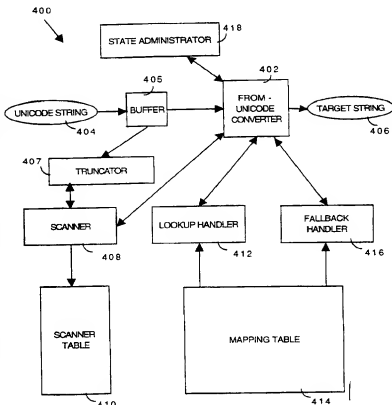 400
STATE ADMINISTRATOR
418
402
405
UNICODE STRING
404
BUFFER
FROM -
UNICODE
CONVERTER
TARGET STRING
406
407
TRUNCATOR
SCANNER
408
LOOKUP HANDLER
412
FALLBACK
HANDLER
416
SCANNER
TABLE
410
MAPPING TABLE
414